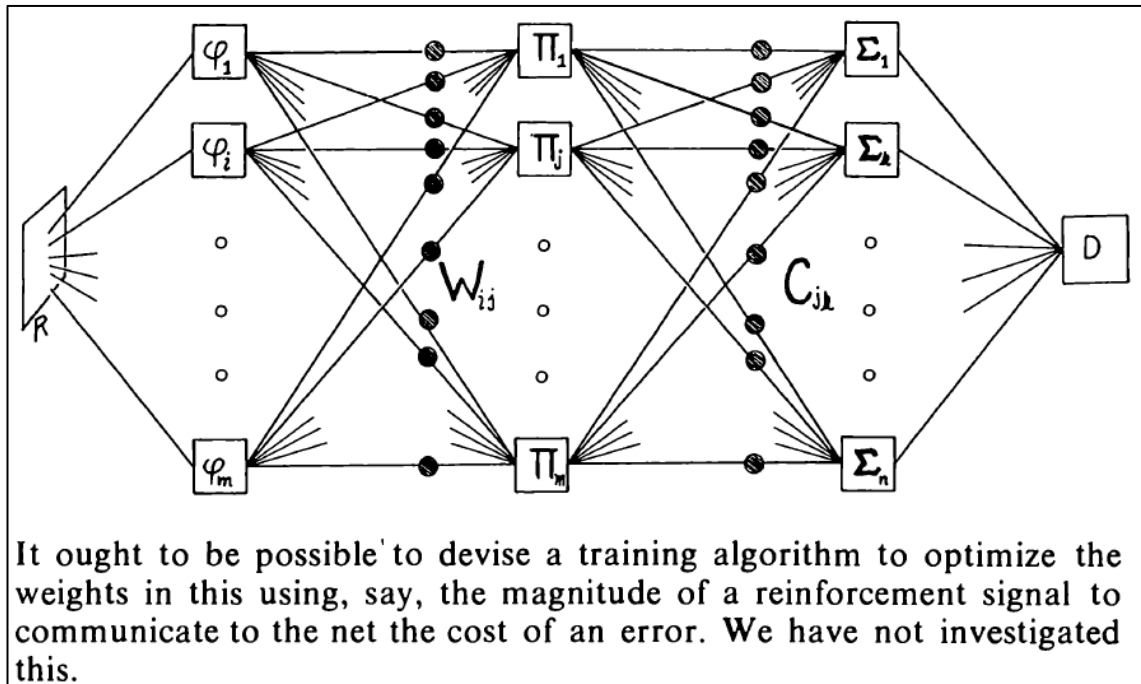 φ₁ Π₁ Σ₁
φᵢ Πⱼ Σₖ
R Wᵢⱼ Cⱼₖ D
φₘ Πₘ Σₙ
It ought to be possible to devise a training algorithm to optimize the
weights in this using, say, the magnitude of a reinforcement signal to
communicate to the net the cost of an error. We have not investigated
this.